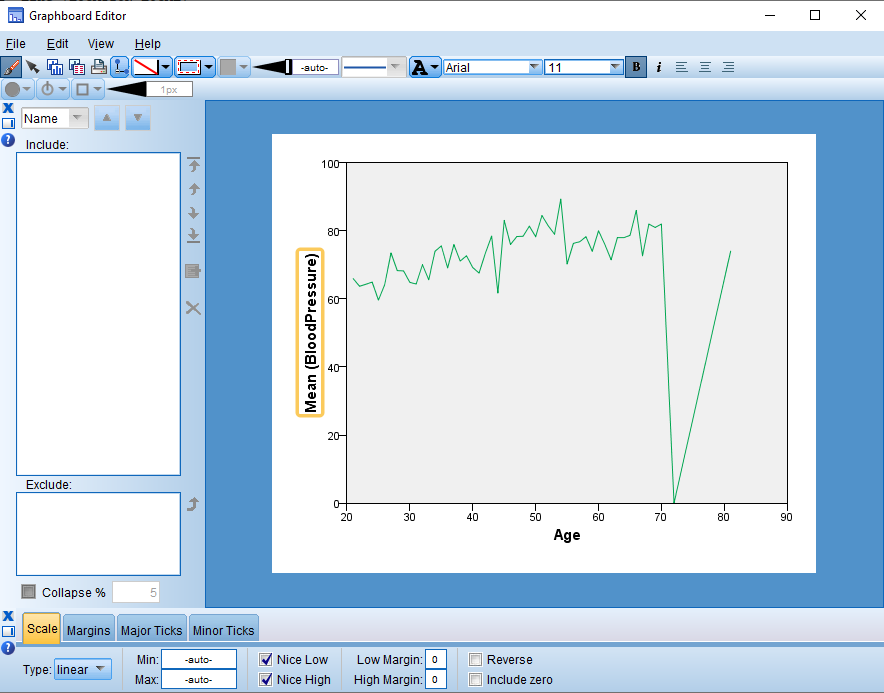 Graphboard Editor
File Edit View Help
-auto- A Arial 11 B i
1px
Name
Include:
Exclude:
Collapse % 5
100
80
60
40
20
0
Mean (BloodPressure)
20 30 40 50 60 70 80 90
Age
Scale Margins Major Ticks Minor Ticks
Type: linear
Min: -auto- Nice Low Low Margin: 0 Reverse
Max: -auto- Nice High High Margin: 0 Include zero